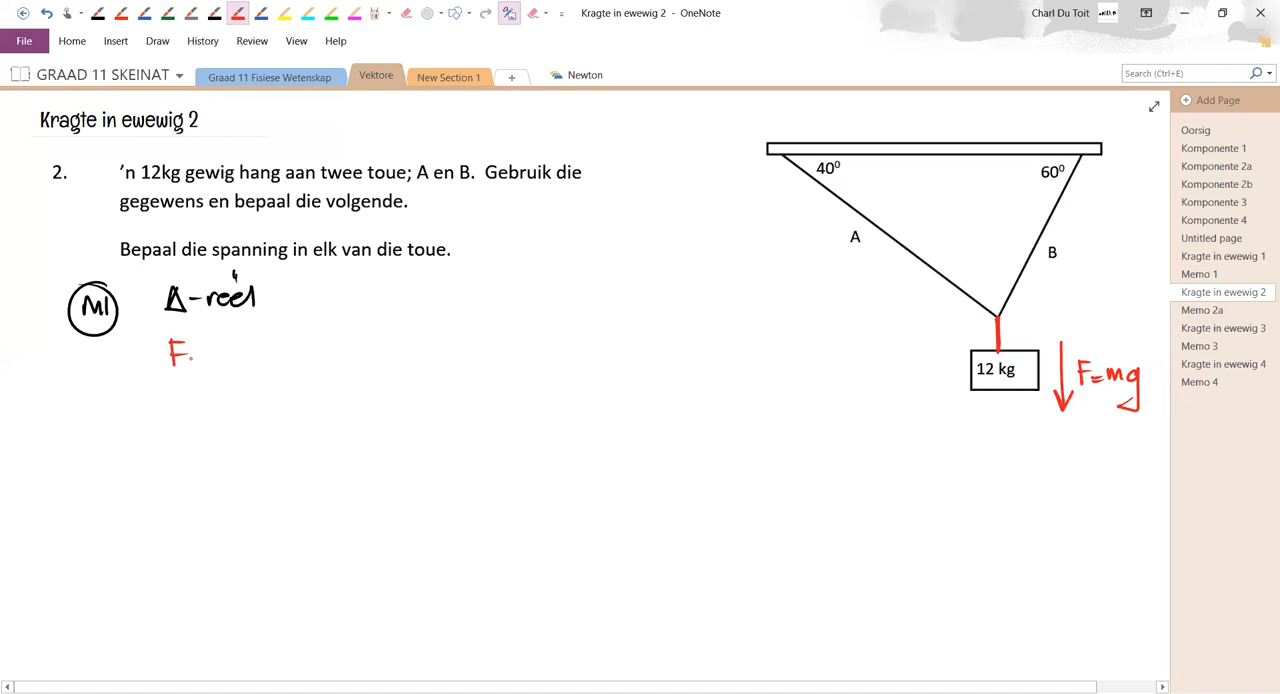 Kragte in ewewig 2 - OneNote
Charl Du Toit
File Home Insert Draw History Review View Help
GRAAD 11 SKEINAT
Graad 11 Fisiese Wetenskap
Vektore
New Section 1
+
Newton
Search (Ctrl+E)
Add Page
Oorsig
Komponente 1
Komponente 2a
Komponente 2b
Komponente 3
Komponente 4
Untitled page
Kragte in ewewig 1
Memo 1
Kragte in ewewig 2
Memo 2a
Kragte in ewewig 3
Memo 3
Kragte in ewewig 4
Memo 4
Kragte in ewewig 2
2. 'n 12kg gewig hang aan twee toue; A en B. Gebruik die
gegewens en bepaal die volgende.
Bepaal die spanning in elk van die toue.
M1 Δ-reël
F
40⁰
60⁰
A
B
12 kg
F=mg